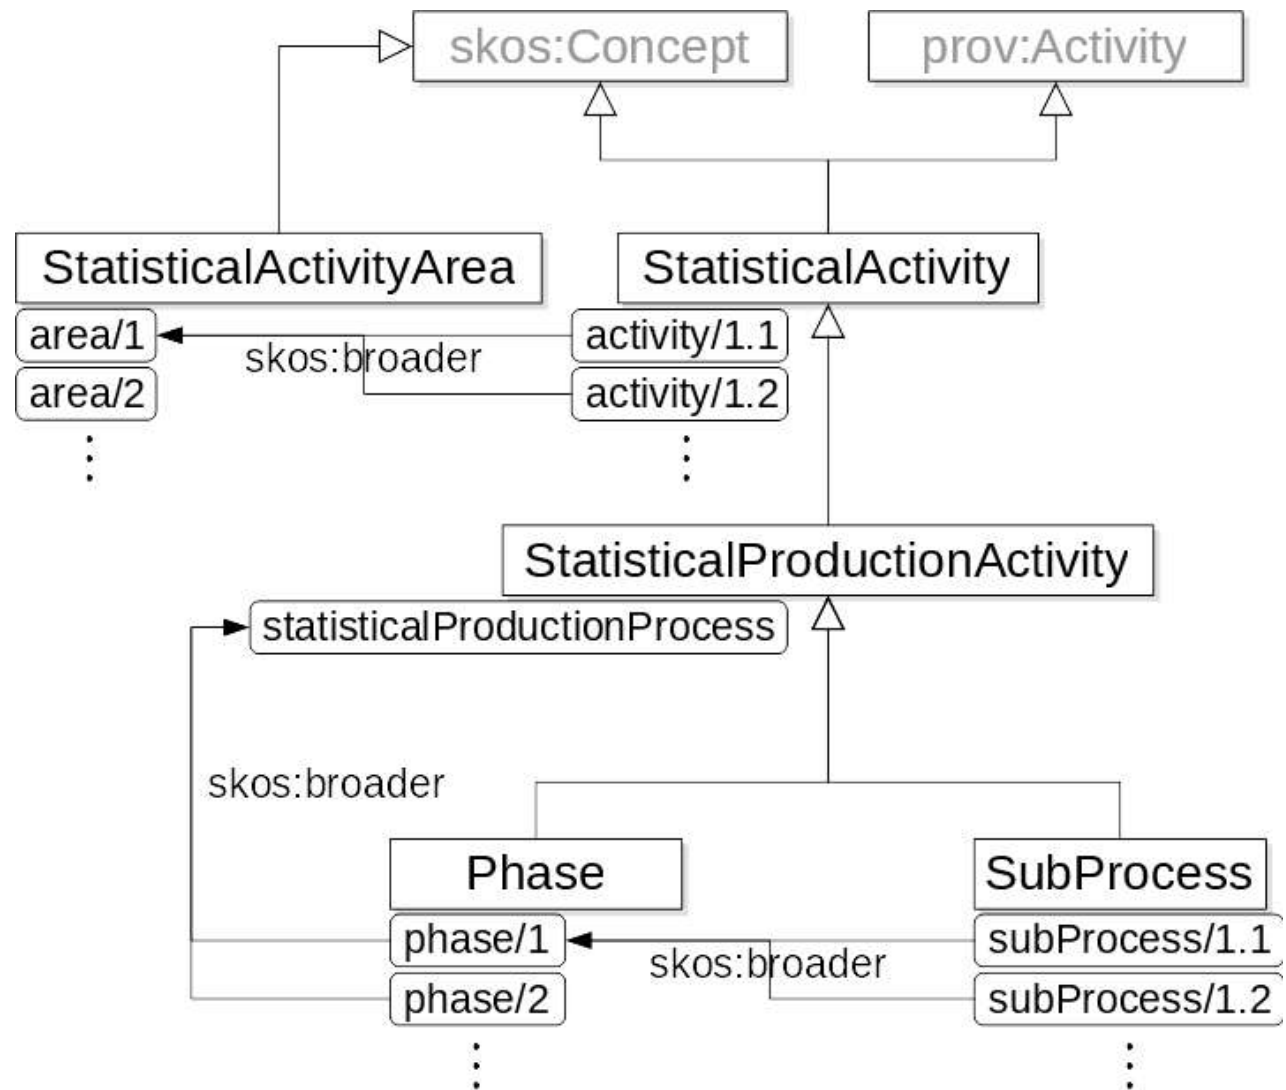 skos:Concept
prov:Activity
StatisticalActivityArea
StatisticalActivity
area/1
activity/1.1
skos:broader
area/2
activity/1.2
StatisticalProductionActivity
statisticalProductionProcess
skos:broader
Phase
SubProcess
phase/1
subProcess/1.1
skos:broader
phase/2
subProcess/1.2